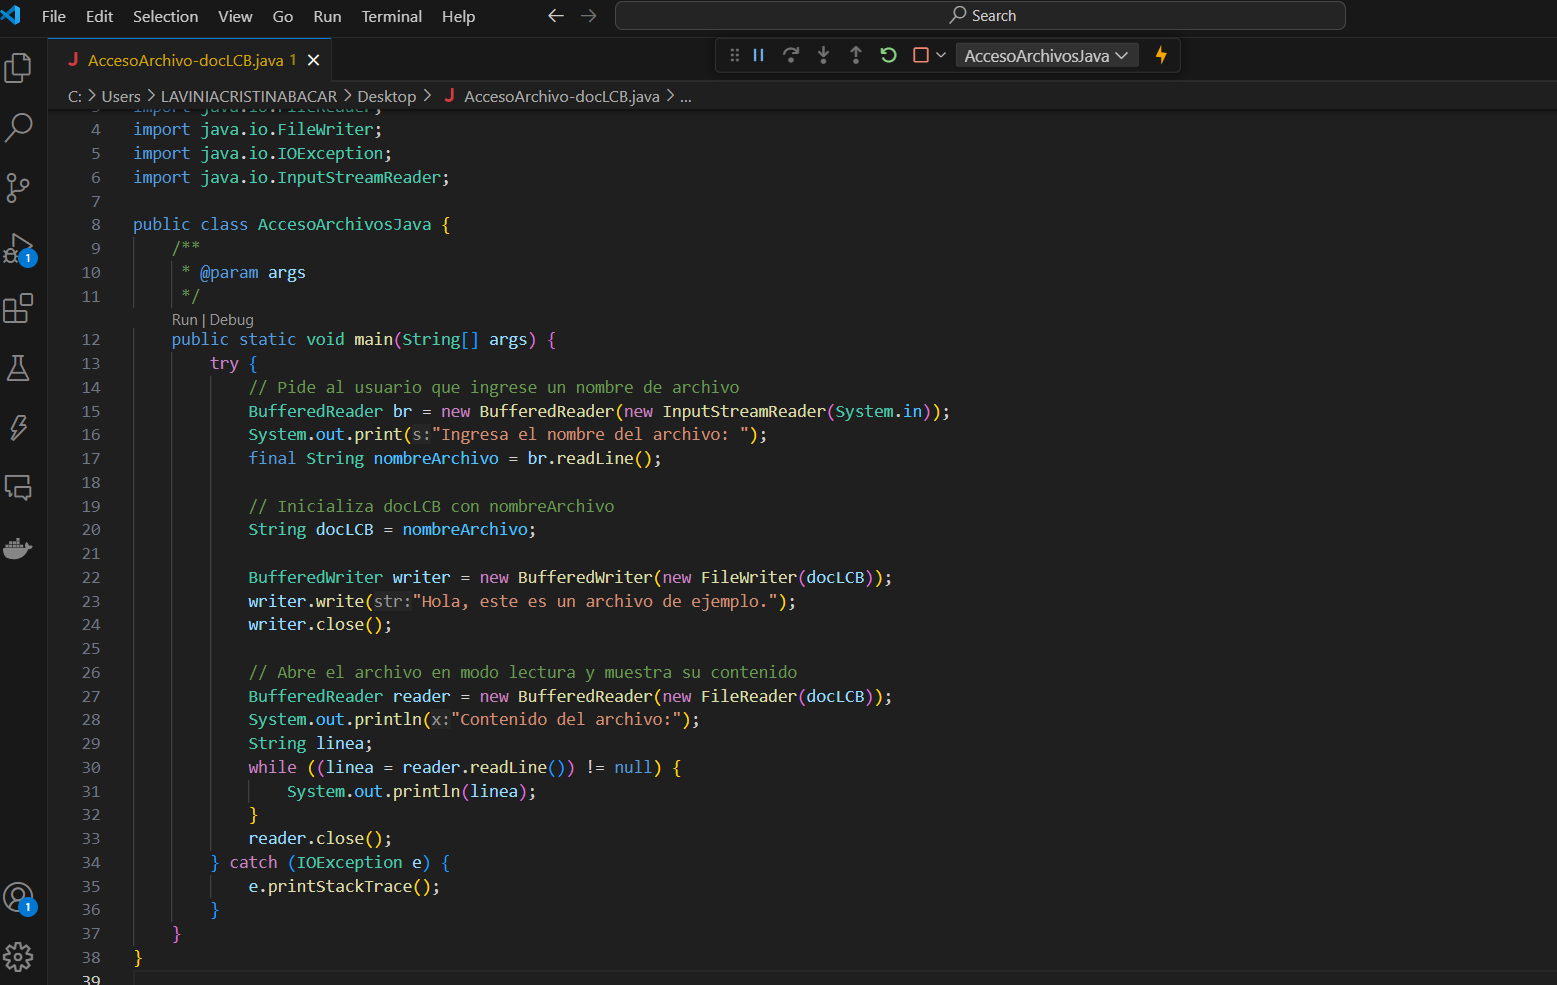 File Edit Selection View Go Run Terminal Help
Search
AccesoArchivo-docLCB.java 1
AccesoArchivosJava
C: > Users > LAVINIACRISTINABACAR > Desktop > AccesoArchivo-docLCB.java > ...
3 import java.io.FileReader;
4 import java.io.FileWriter;
5 import java.io.IOException;
6 import java.io.InputStreamReader;
7
8 public class AccesoArchivosJava {
9 /**
10 * @param args
11 */
Run | Debug
12 public static void main(String[] args) {
13 try {
14 // Pide al usuario que ingrese un nombre de archivo
15 BufferedReader br = new BufferedReader(new InputStreamReader(System.in));
16 System.out.print(s:"Ingresa el nombre del archivo: ");
17 final String nombreArchivo = br.readLine();
18
19 // Inicializa docLCB con nombreArchivo
20 String docLCB = nombreArchivo;
21
22 BufferedWriter writer = new BufferedWriter(new FileWriter(docLCB));
23 writer.write(str:"Hola, este es un archivo de ejemplo.");
24 writer.close();
25
26 // Abre el archivo en modo lectura y muestra su contenido
27 BufferedReader reader = new BufferedReader(new FileReader(docLCB));
28 System.out.println(x:"Contenido del archivo:");
29 String linea;
30 while ((linea = reader.readLine()) != null) {
31 System.out.println(linea);
32 }
33 reader.close();
34 } catch (IOException e) {
35 e.printStackTrace();
36 }
37 }
38 }
39
1
1